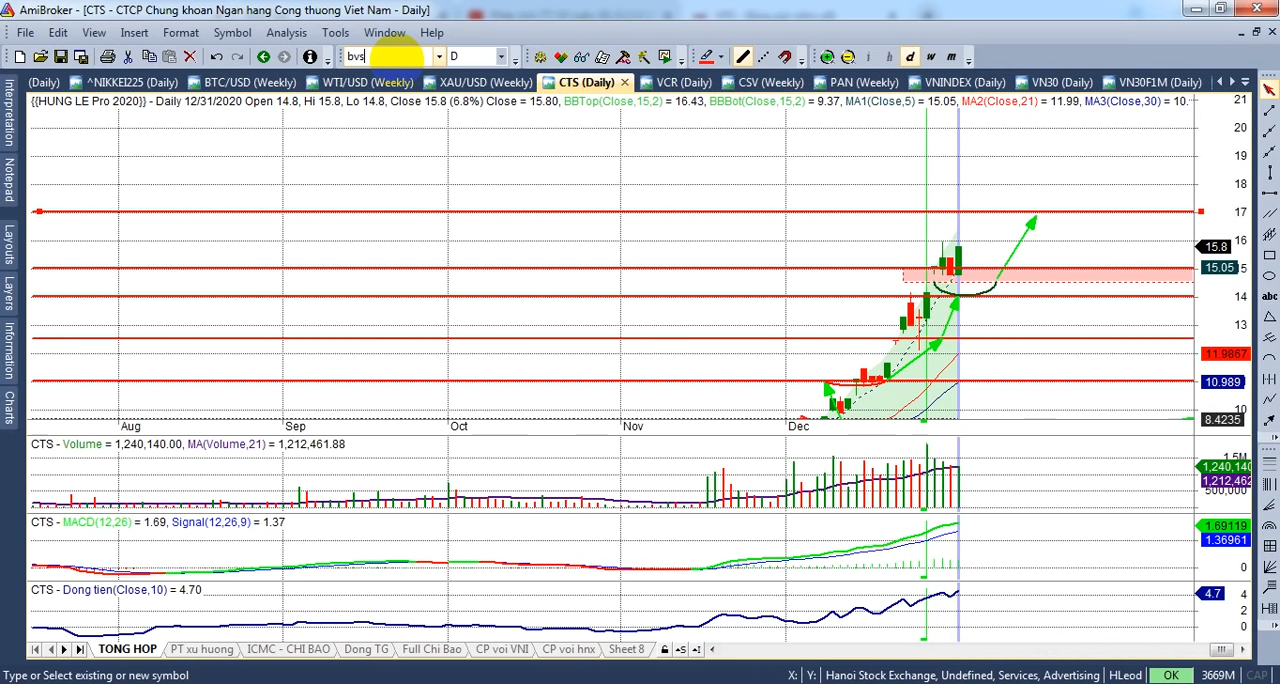 AmiBroker - [CTS - CTCP Chung khoan Ngan hang Cong thuong Viet Nam - Daily]
File Edit View Insert Format Symbol Analysis Tools Window Help
bvs D d w m
(Daily) ^NIKKEI225 (Daily) BTC/USD (Weekly) WTI/USD (Weekly) XAU/USD (Weekly) CTS (Daily) VCR (Daily) CSV (Weekly) PAN (Weekly) VNINDEX (Daily) VN30 (Daily) VN30F1M (Daily)
{{HUNG LE Pro 2020}} - Daily 12/31/2020 Open 14.8, Hi 15.8, Lo 14.8, Close 15.8 (6.8%) Close = 15.80, BBTop(Close,15,2) = 16.43, BBBot(Close,15,2) = 9.37, MA1(Close,5) = 15.05, MA2(Close,21) = 11.99, MA3(Close,30) = 10.
21
20
19
18
17
16
15.8
15.05 5
14
13
11.9867
10.989
10
8.4235
Aug Sep Oct Nov Dec
CTS - Volume = 1,240,140.00, MA(Volume,21) = 1,212,461.88
1.5M
1,240,140
1,212,462
500,000
CTS - MACD(12,26) = 1.69, Signal(12,26,9) = 1.37
1.69119
1.36961
0
CTS - Dong tien(Close,10) = 4.70
4.7
4
2
0
TONG HOP PT xu huong ICMC - CHI BAO Dong TG Full Chi Bao CP voi VNI CP voi hnx Sheet 8
Type or Select existing or new symbol X: Y: Hanoi Stock Exchange, Undefined, Services, Advertising HLeod OK 3669M CAP
Interpretation
Notepad
Layouts
Layers
Information
Charts
abc